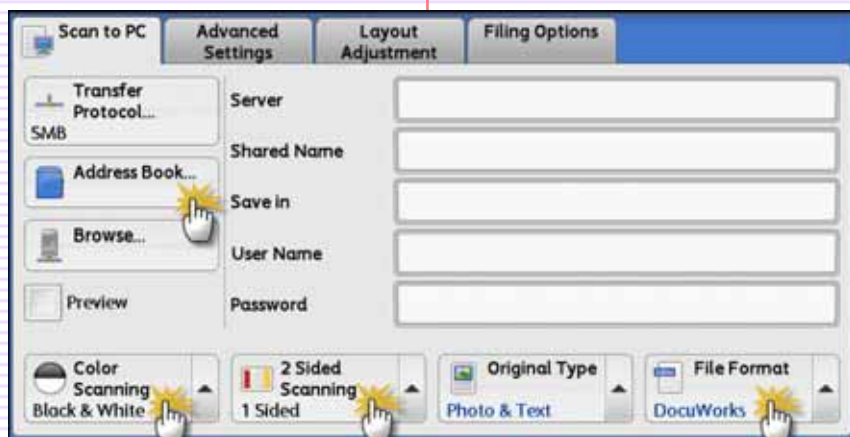 Scan to PC
Advanced
Settings
Layout
Adjustment
Filing Options
Transfer
Protocol...
SMB
Address Book...
Browse...
Preview
Server
Shared Name
Save in
User Name
Password
Color
Scanning
Black & White
2 Sided
Scanning
1 Sided
Original Type
Photo & Text
File Format
DocuWorks